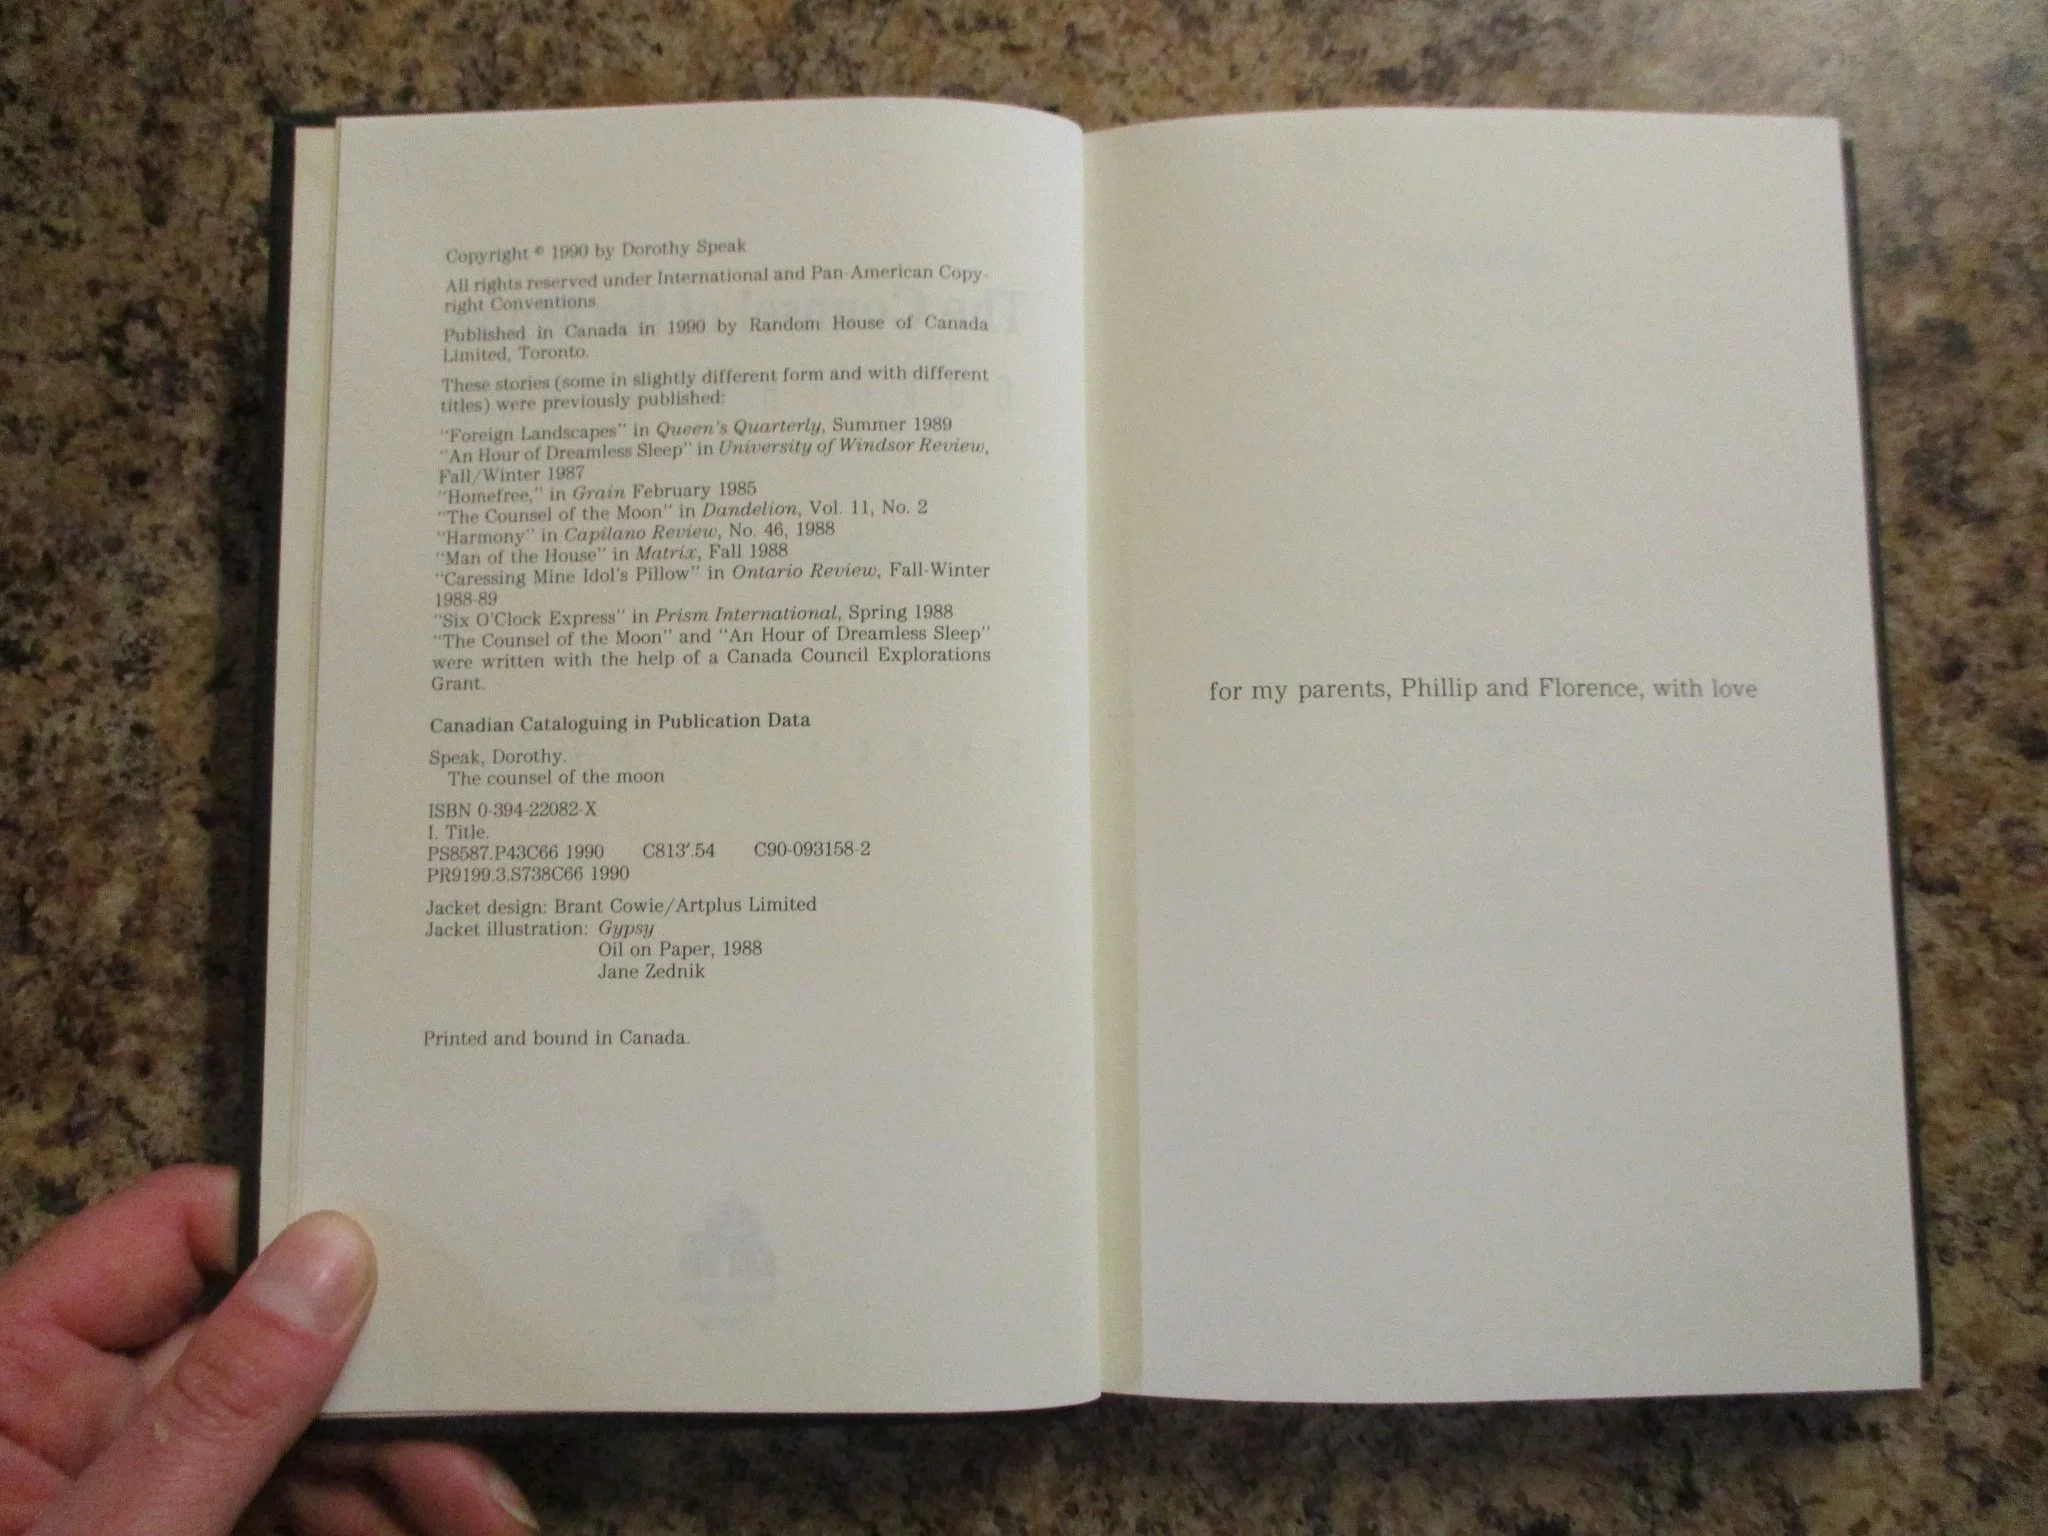 Copyright © 1990 by Dorothy Speak
All rights reserved under International and Pan-American Copy-
right Conventions.
Published in Canada in 1990 by Random House of Canada
Limited, Toronto.
These stories (some in slightly different form and with different
titles) were previously published:
"Foreign Landscapes" in Queen's Quarterly, Summer 1989
"An Hour of Dreamless Sleep" in University of Windsor Review,
Fall/Winter 1987
"Homefree," in Grain February 1985
"The Counsel of the Moon" in Dandelion, Vol. 11, No. 2
"Harmony" in Capilano Review, No. 46, 1988
"Man of the House" in Matrix, Fall 1988
"Caressing Mine Idol's Pillow" in Ontario Review, Fall-Winter
1988-89
"Six O'Clock Express" in Prism International, Spring 1988
"The Counsel of the Moon" and "An Hour of Dreamless Sleep"
were written with the help of a Canada Council Explorations
Grant.
Canadian Cataloguing in Publication Data
Speak, Dorothy.
The counsel of the moon
ISBN 0-394-22082-X
I. Title.
PS8587.P43C66 1990 C813'.54 C90-093158-2
PR9199.3.S738C66 1990
Jacket design: Brant Cowie/Artplus Limited
Jacket illustration: Gypsy
Oil on Paper, 1988
Jane Zednik
Printed and bound in Canada.
for my parents, Phillip and Florence, with love